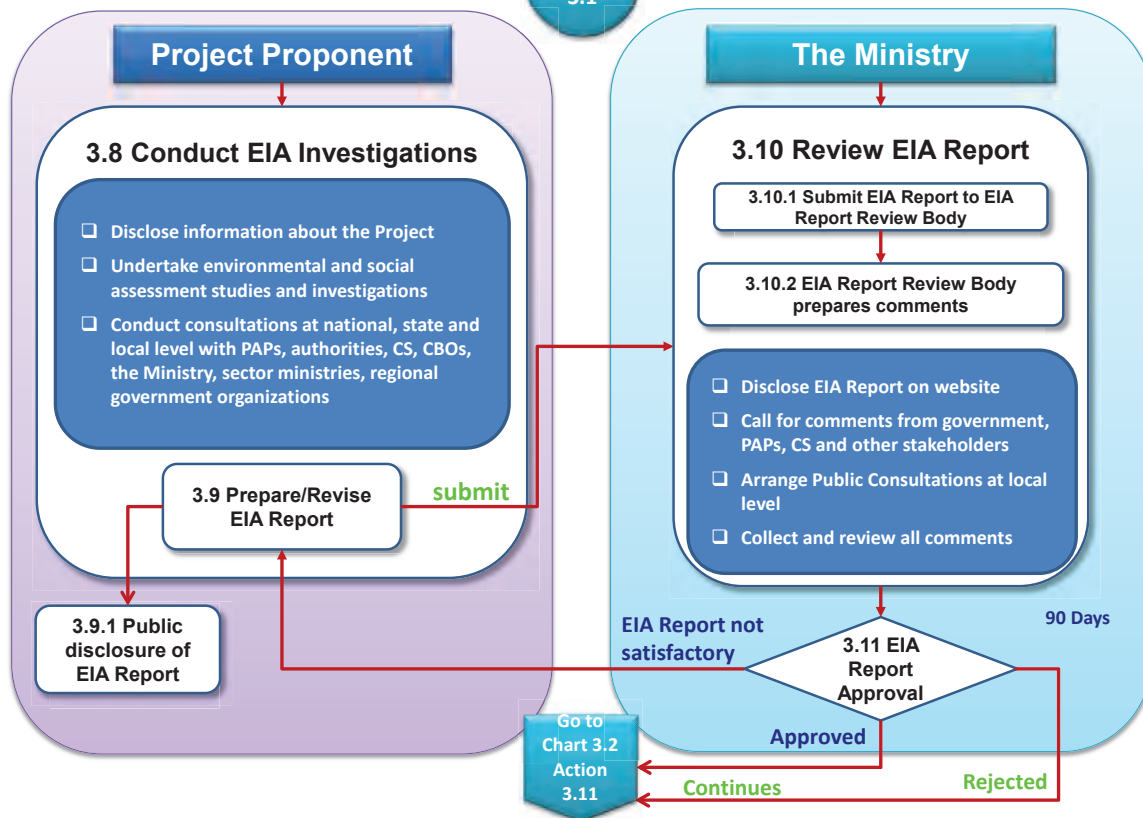 3.1
Project Proponent
3.8 Conduct EIA Investigations
❑ Disclose information about the Project
❑ Undertake environmental and social
assessment studies and investigations
❑ Conduct consultations at national, state and
local level with PAPs, authorities, CS, CBOs,
the Ministry, sector ministries, regional
government organizations
3.9 Prepare/Revise
EIA Report
submit
3.9.1 Public
disclosure of
EIA Report
The Ministry
3.10 Review EIA Report
3.10.1 Submit EIA Report to EIA
Report Review Body
3.10.2 EIA Report Review Body
prepares comments
❑ Disclose EIA Report on website
❑ Call for comments from government,
PAPs, CS and other stakeholders
❑ Arrange Public Consultations at local
level
❑ Collect and review all comments
90 Days
EIA Report not
satisfactory
3.11 EIA
Report
Approval
Approved
Rejected
Continues
Go to
Chart 3.2
Action
3.11